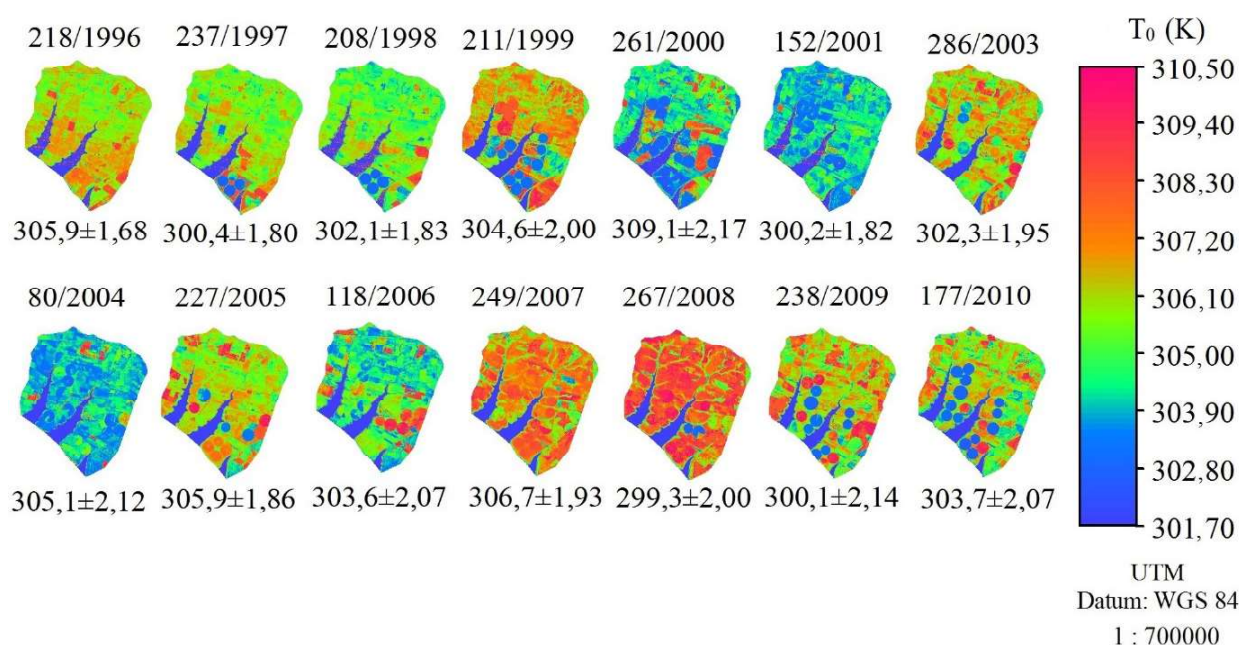 218/1996 237/1997 208/1998 211/1999 261/2000 152/2001 286/2003
305,9±1,68 300,4±1,80 302,1±1,83 304,6±2,00 309,1±2,17 300,2±1,82 302,3±1,95
80/2004 227/2005 118/2006 249/2007 267/2008 238/2009 177/2010
305,1±2,12 305,9±1,86 303,6±2,07 306,7±1,93 299,3±2,00 300,1±2,14 303,7±2,07
T₀ (K)
310,50
309,40
308,30
307,20
306,10
305,00
303,90
302,80
301,70
UTM
Datum: WGS 84
1 : 700000